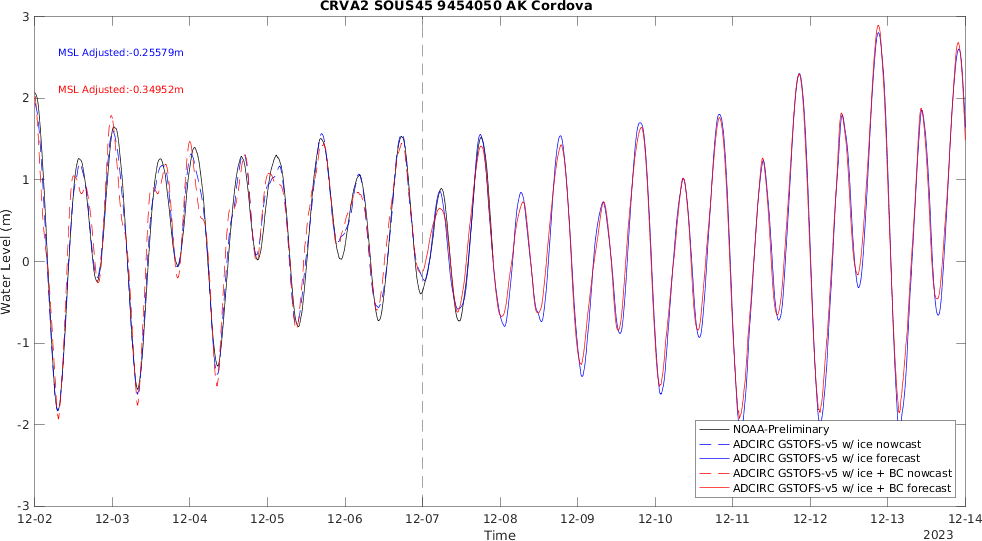 CRVA2 SOUS45 9454050 AK Cordova
MSL Adjusted:-0.25579m
MSL Adjusted:-0.34952m
Water Level (m)
3
2
1
0
-1
-2
-3
NOAA-Preliminary
ADCIRC GSTOFS-v5 w/ ice nowcast
ADCIRC GSTOFS-v5 w/ ice forecast
ADCIRC GSTOFS-v5 w/ ice + BC nowcast
ADCIRC GSTOFS-v5 w/ ice + BC forecast
12-02 12-03 12-04 12-05 12-06 12-07 12-08 12-09 12-10 12-11 12-12 12-13 12-14
Time
2023